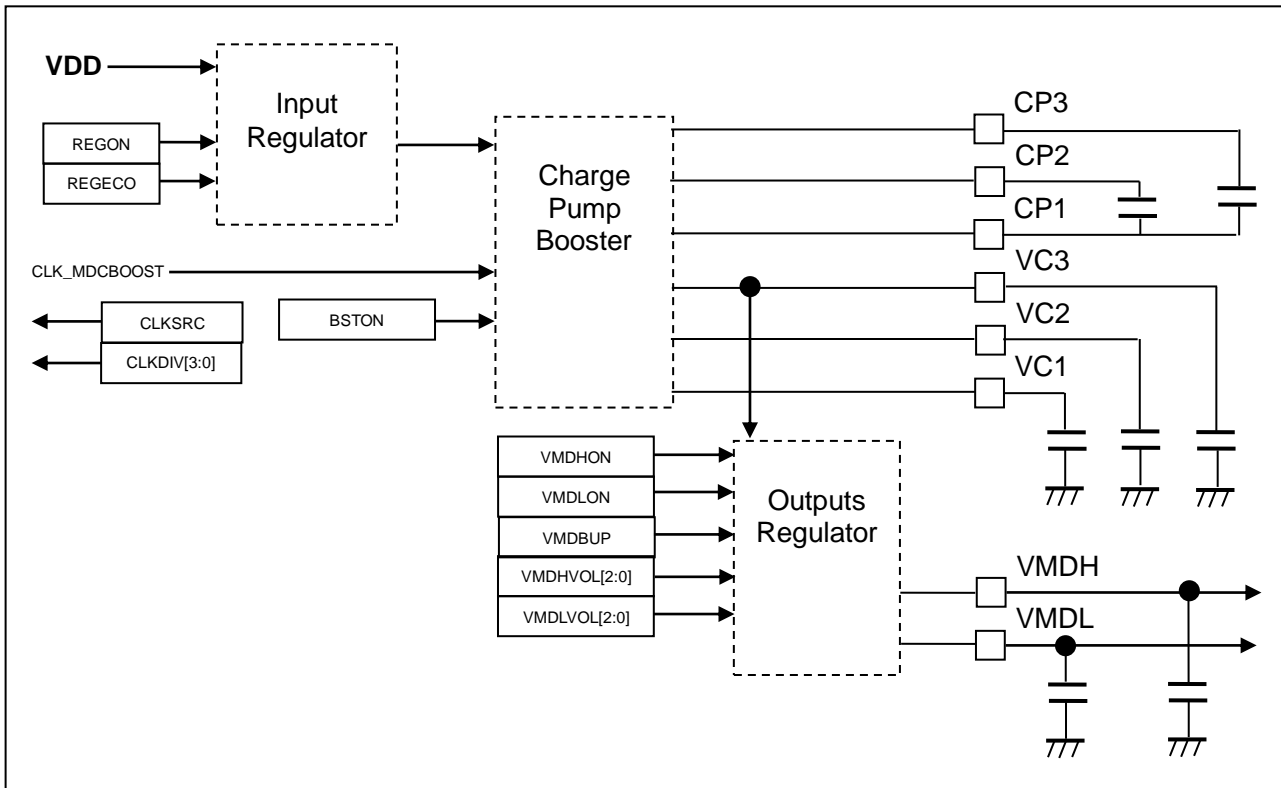 VDD
REGON
REGECO
Input
Regulator
CLK_MDCBOOST
CLKSRC
CLKDIV[3:0]
BSTON
Charge
Pump
Booster
CP3
CP2
CP1
VC3
VC2
VC1
VMDHON
VMDLON
VMDBUP
VMDHVOL[2:0]
VMDLVOL[2:0]
Outputs
Regulator
VMDH
VMDL